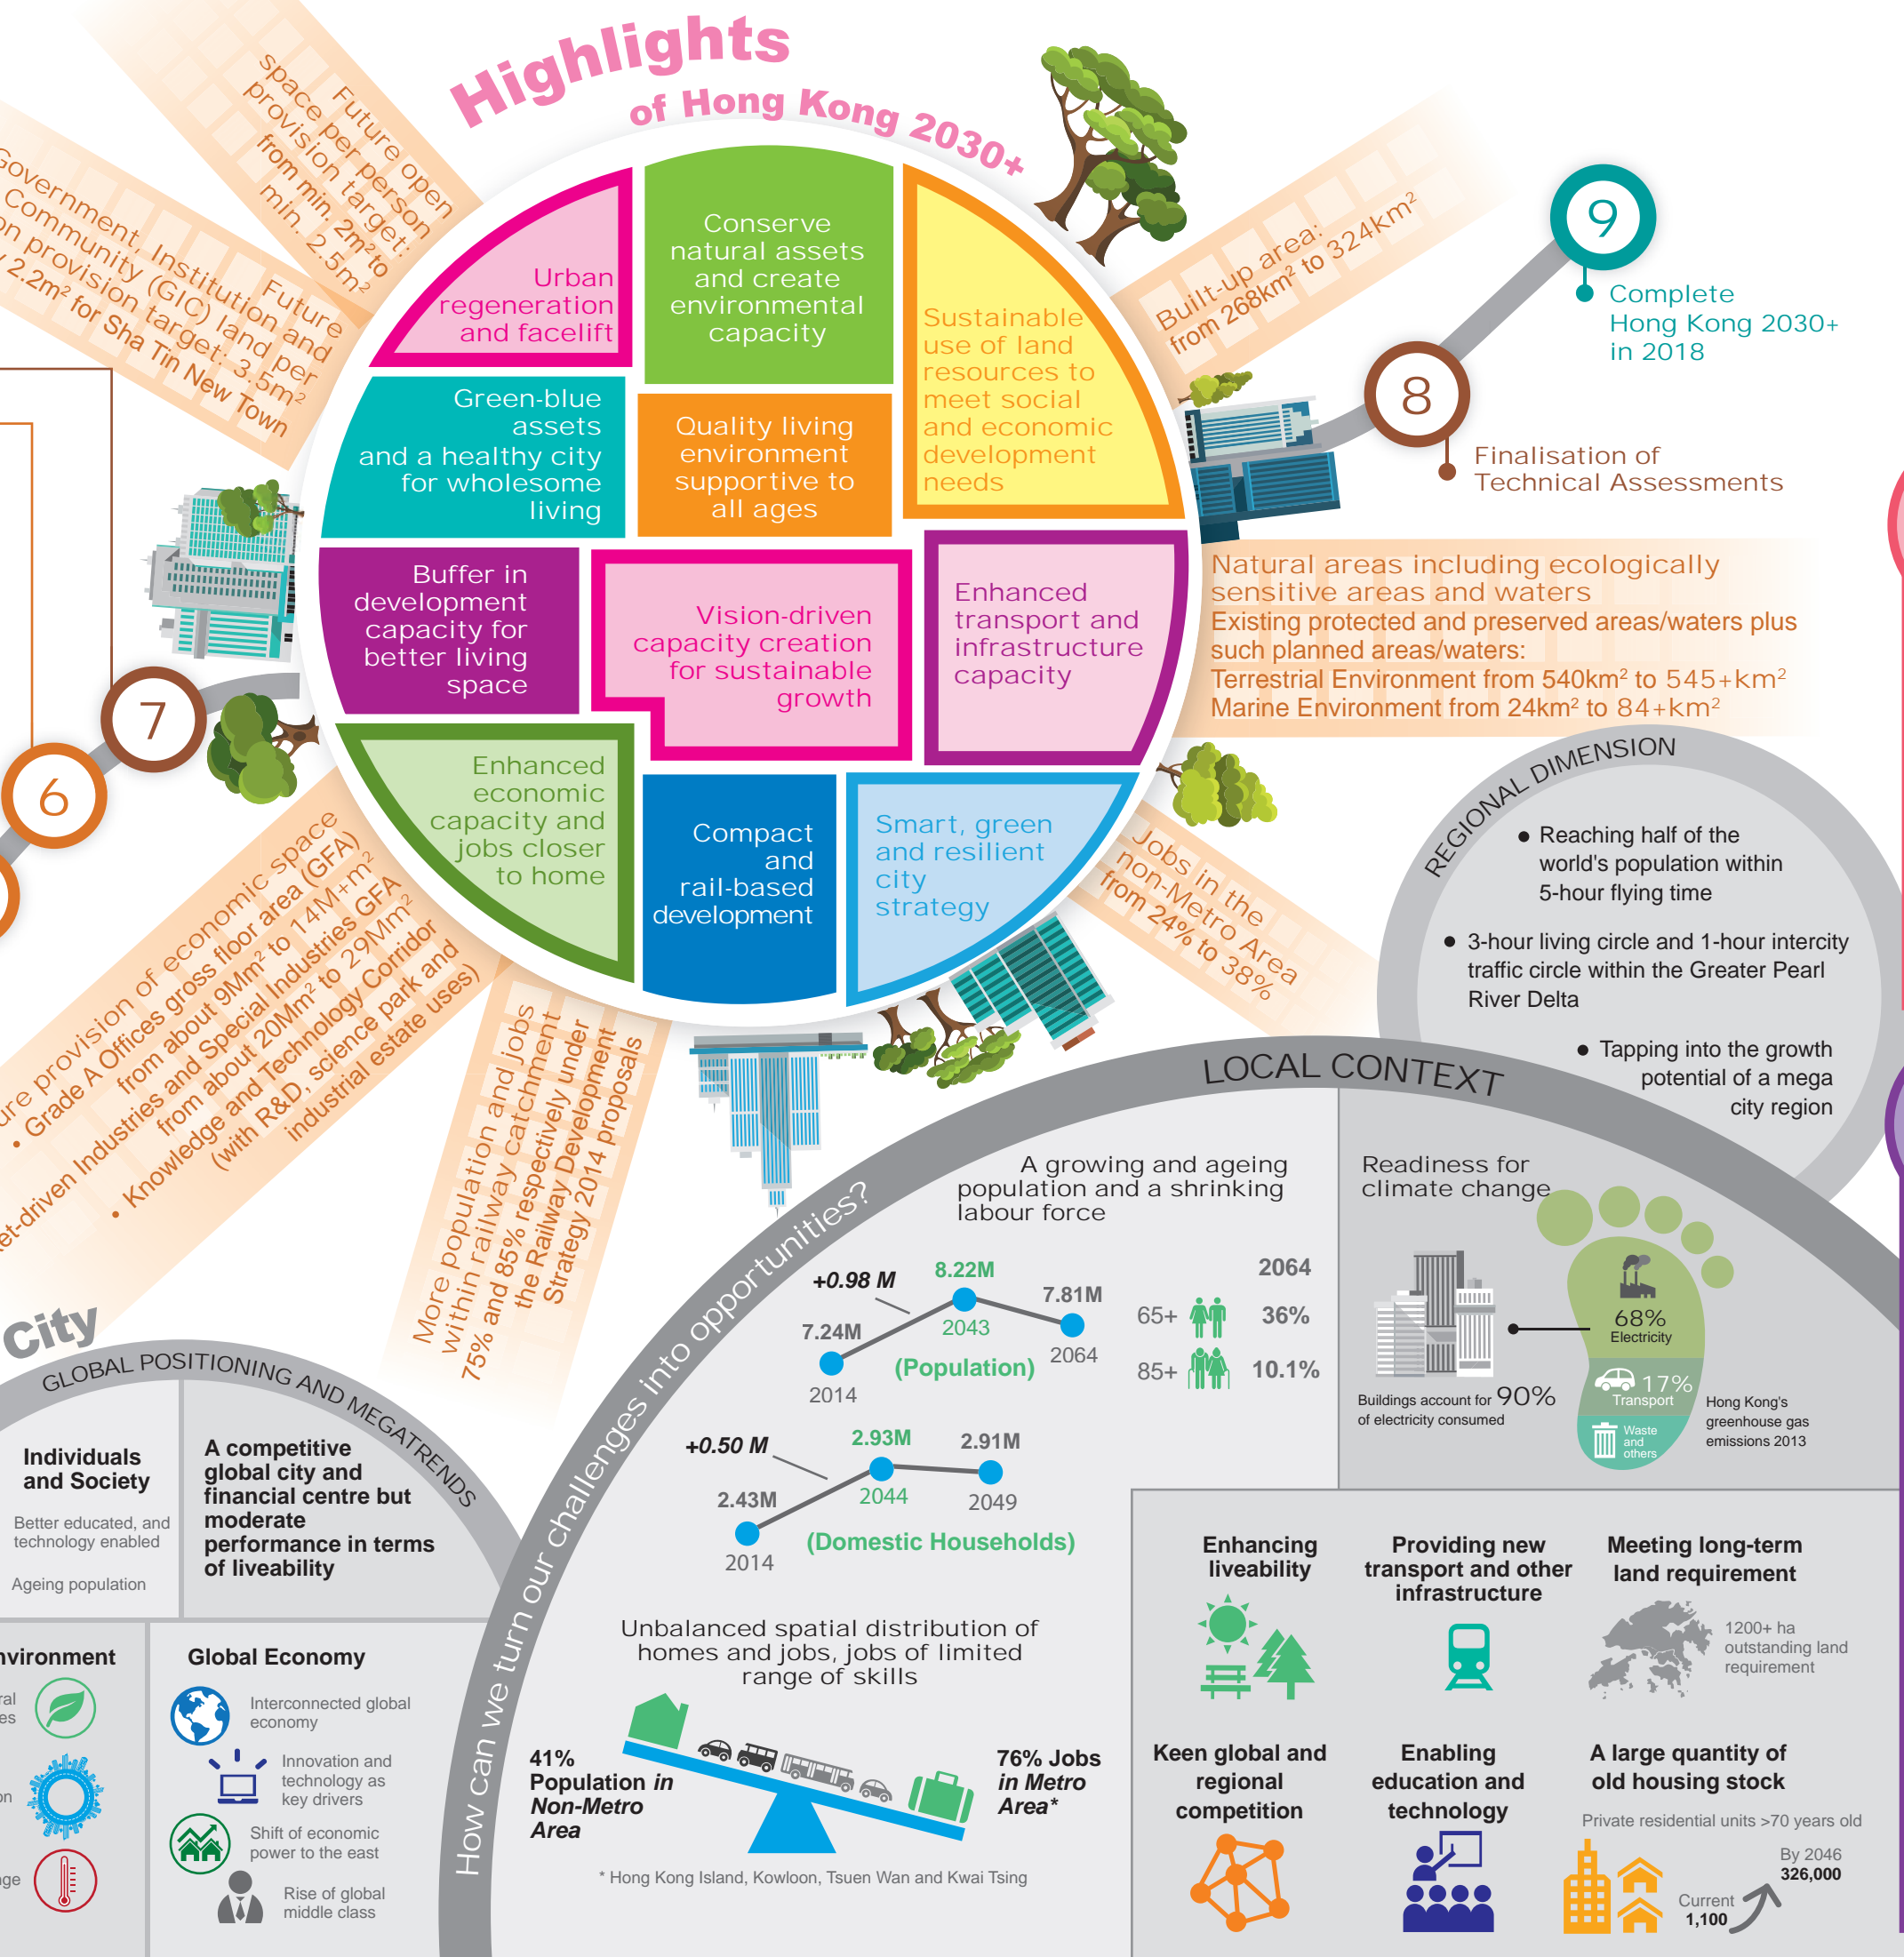 Highlights
of Hong Kong 2030+
Future open
space per person
provision target:
from min. 2m² to
min. 2.5m²
Future
Government, Institution and
Community (GIC) land per
provision target: 3.5m²
2.2m² for Sha Tin New Town
Urban
regeneration
and facelift
Conserve
natural assets
and create
environmental
capacity
Sustainable
use of land
resources to
meet social
and economic
development
needs
Green-blue
assets
and a healthy city
for wholesome
living
Quality living
environment
supportive to
all ages
Buffer in
development
capacity for
better living
space
Vision-driven
capacity creation
for sustainable
growth
Enhanced
transport and
infrastructure
capacity
Enhanced
economic
capacity and
jobs closer
to home
Compact
and
rail-based
development
Smart, green
and resilient
city
strategy
Built-up area:
from 268km² to 324km²
9
Complete
Hong Kong 2030+
in 2018
8
Finalisation of
Technical Assessments
7
6
Natural areas including ecologically
sensitive areas and waters
Existing protected and preserved areas/waters plus
such planned areas/waters:
Terrestrial Environment from 540km² to 545+km²
Marine Environment from 24km² to 84+km²
Jobs in the
non-Metro Area
from 24% to 38%
provision of economic space
• Grade A Offices gross floor area (GFA)
from about 9Mm² to 14M+m²
Industries and Special Industries GFA
from about 20Mm² to 29Mm²
• Knowledge and Technology Corridor
(with R&D, science park and
industrial estate uses)
More population and jobs
within railway catchment
75% and 85% respectively under
the Railway Development
Strategy 2014 proposals
REGIONAL DIMENSION
• Reaching half of the
world's population within
5-hour flying time
• 3-hour living circle and 1-hour intercity
traffic circle within the Greater Pearl
River Delta
• Tapping into the growth
potential of a mega
city region
LOCAL CONTEXT
How can we turn our challenges into opportunities?
A growing and ageing
population and a shrinking
labour force
+0.98 M
8.22M
7.81M
7.24M
2043
2064
2014
(Population)
2064
65+ 36%
85+ 10.1%
+0.50 M
2.93M
2.91M
2.43M
2044
2049
2014
(Domestic Households)
Unbalanced spatial distribution of
homes and jobs, jobs of limited
range of skills
41%
Population in
Non-Metro
Area
76% Jobs
in Metro
Area*
* Hong Kong Island, Kowloon, Tsuen Wan and Kwai Tsing
Readiness for
climate change
68%
Electricity
17%
Transport
Waste
and
others
Buildings account for 90%
of electricity consumed
Hong Kong's
greenhouse gas
emissions 2013
Enhancing
liveability
Providing new
transport and other
infrastructure
Meeting long-term
land requirement
1200+ ha
outstanding land
requirement
Keen global and
regional
competition
Enabling
education and
technology
A large quantity of
old housing stock
Private residential units >70 years old
By 2046
326,000
Current
1,100
City
GLOBAL POSITIONING AND MEGATRENDS
Individuals
and Society
Better educated, and
technology enabled
Ageing population
A competitive
global city and
financial centre but
moderate
performance in terms
of liveability
Global Economy
Interconnected global
economy
Innovation and
technology as
key drivers
Shift of economic
power to the east
Rise of global
middle class